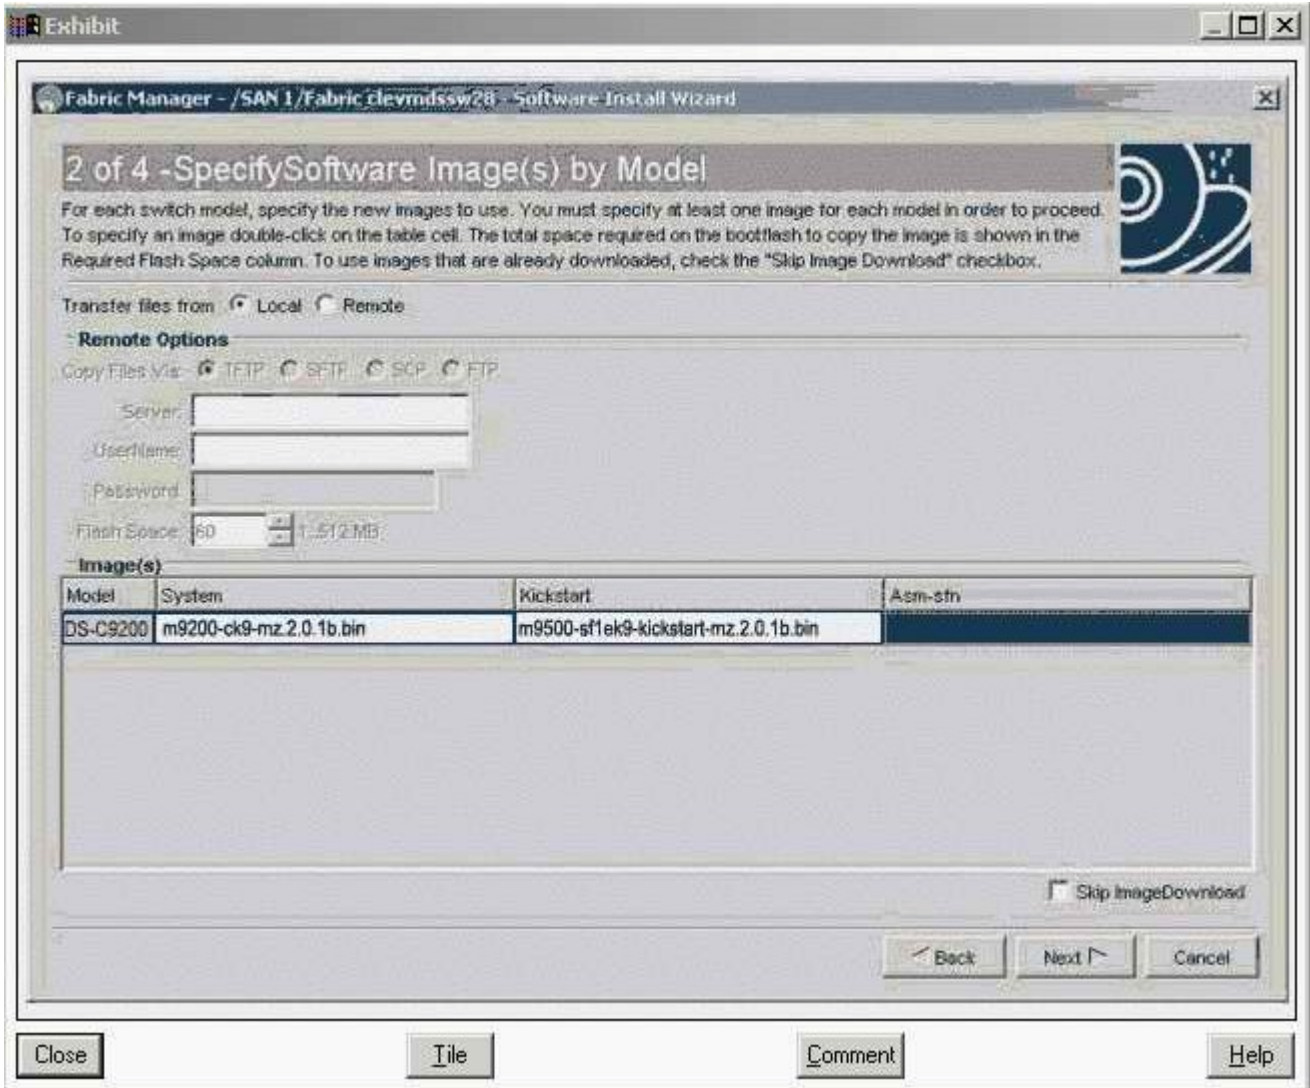 Exhibit
Fabric Manager - /SAN 1/Fabric clevmdssw28 - Software Install Wizard
2 of 4 -SpecifySoftware Image(s) by Model
For each switch model, specify the new images to use. You must specify at least one image for each model in order to proceed.
To specify an image double-click on the table cell. The total space required on the bootflash to copy the image is shown in the
Required Flash Space column. To use images that are already downloaded, check the "Skip Image Download" checkbox.
Transfer files from Local Remote
Remote Options
Copy Files Via: TFTP SFTP SCP FTP
Server:
UserName:
Password
Flash Space: 60 1..512 MB
Image(s)
Model System Kickstart Asm-sfn
DS-C9200 m9200-ck9-mz.2.0.1b.bin m9500-sf1ek9-kickstart-mz.2.0.1b.bin
Skip ImageDownload
Back Next Cancel
Close Tile Comment Help